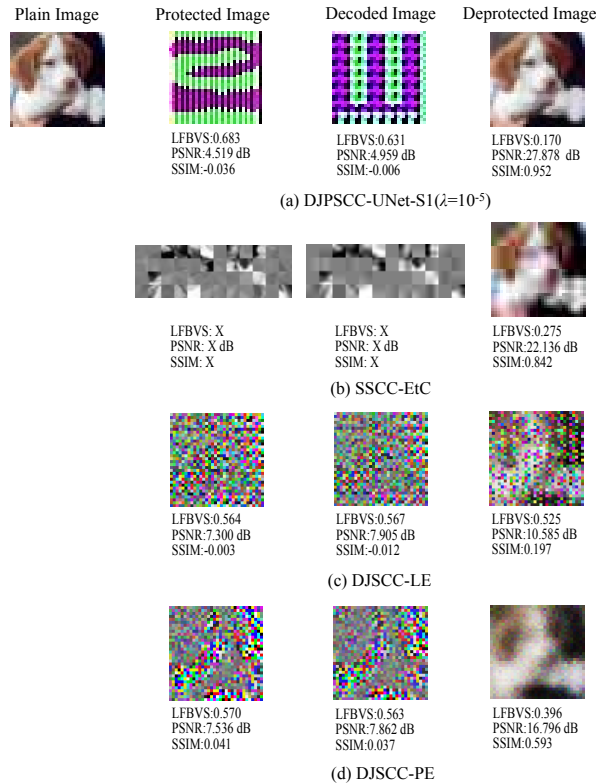 Plain Image Protected Image Decoded Image Deprotected Image
LFBVS:0.683 LFBVS:0.631 LFBVS:0.170
PSNR:4.519 dB PSNR:4.959 dB PSNR:27.878 dB
SSIM:-0.036 SSIM:-0.006 SSIM:0.952
(a) DJPSCC-UNet-S1(λ=10⁻⁵)
LFBVS: X LFBVS: X LFBVS:0.275
PSNR: X dB PSNR: X dB PSNR:22.136 dB
SSIM: X SSIM: X SSIM:0.842
(b) SSCC-EtC
LFBVS:0.564 LFBVS:0.567 LFBVS:0.525
PSNR:7.300 dB PSNR:7.905 dB PSNR:10.585 dB
SSIM:-0.003 SSIM:-0.012 SSIM:0.197
(c) DJSCC-LE
LFBVS:0.570 LFBVS:0.563 LFBVS:0.396
PSNR:7.536 dB PSNR:7.862 dB PSNR:16.796 dB
SSIM:0.041 SSIM:0.037 SSIM:0.593
(d) DJSCC-PE